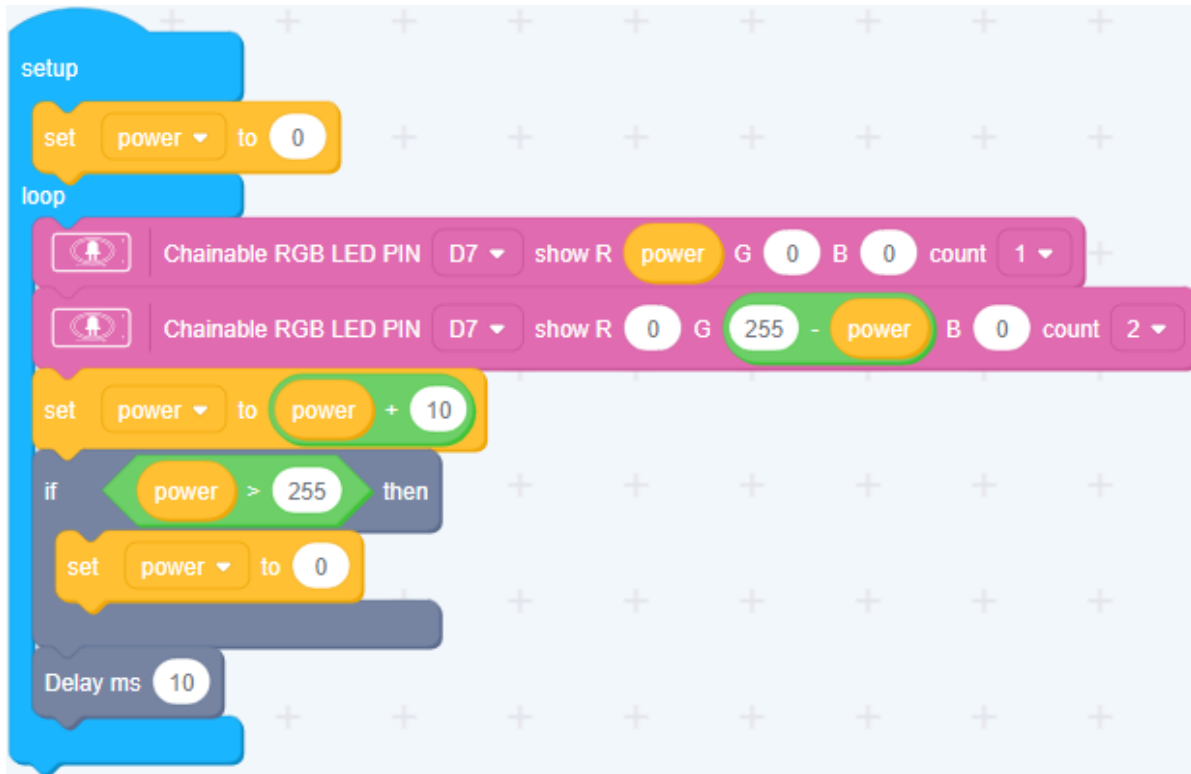 setup
set power to 0
loop
Chainable RGB LED PIN D7 show R power G 0 B 0 count 1
Chainable RGB LED PIN D7 show R 0 G 255 - power B 0 count 2
set power to power + 10
if power > 255 then
set power to 0
Delay ms 10